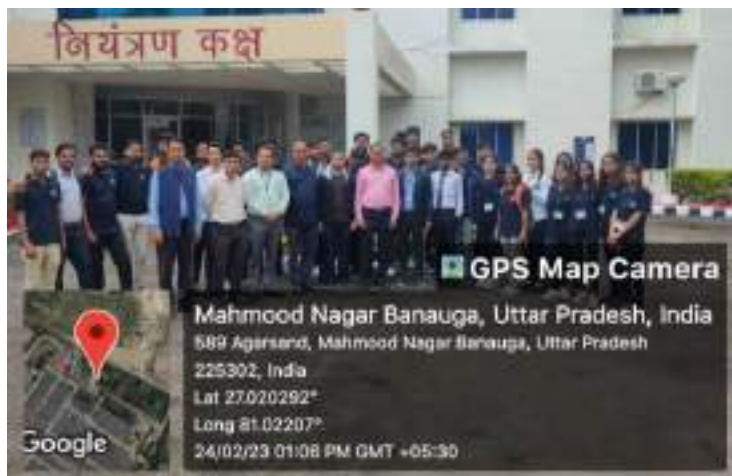 नियंत्रण कक्ष
GPS Map Camera
Mahmood Nagar Banauga, Uttar Pradesh, India
589 Agarsand, Mahmood Nagar Banauga, Uttar Pradesh
225302, India
Lat 27.020292°
Long 81.02207°
24/02/23 01:06 PM GMT +05:30
Google